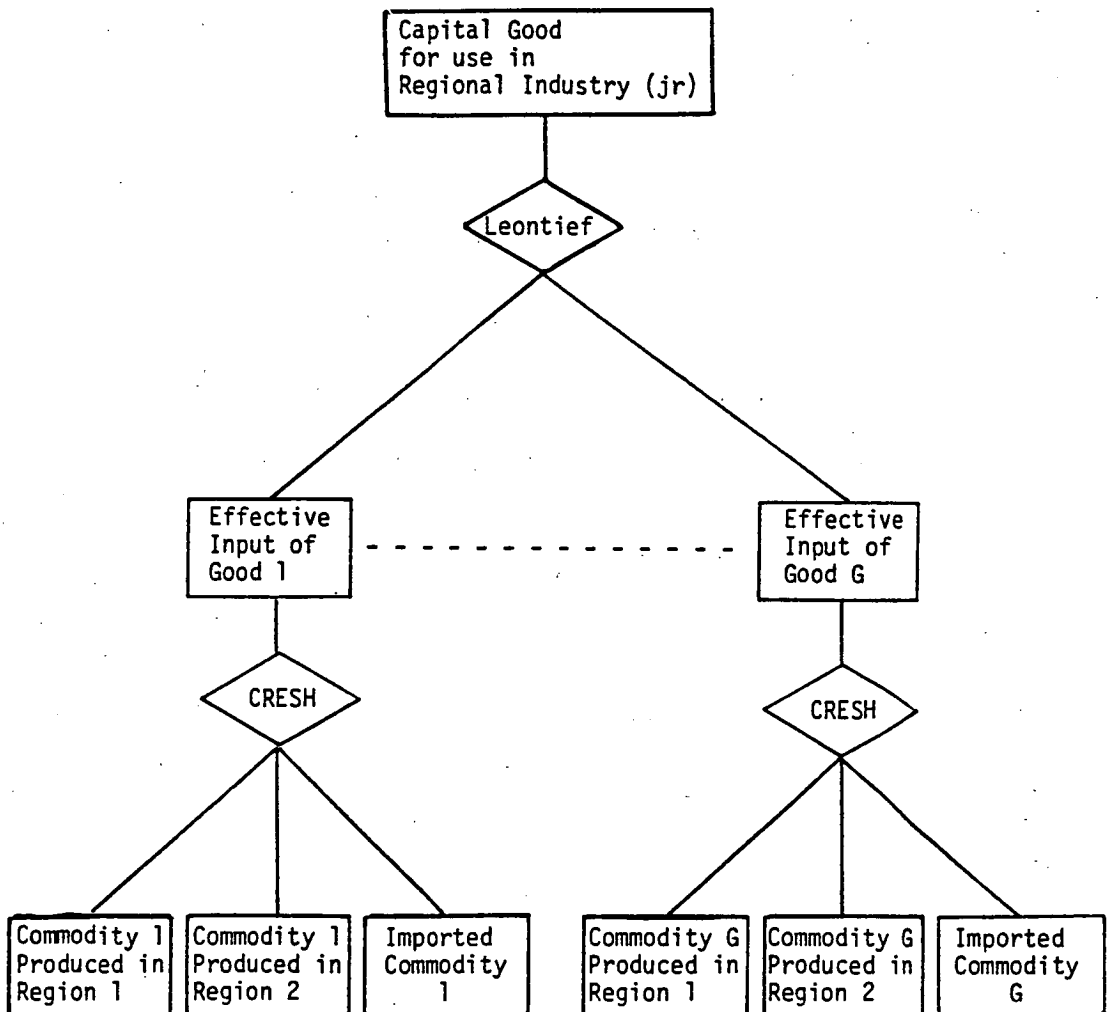 Capital Good
for use in
Regional Industry (jr)
Leontief
Effective
Input of
Good 1
Effective
Input of
Good G
CRESH
CRESH
Commodity 1
Produced in
Region 1
Commodity 1
Produced in
Region 2
Imported
Commodity
1
Commodity G
Produced in
Region 1
Commodity G
Produced in
Region 2
Imported
Commodity
G